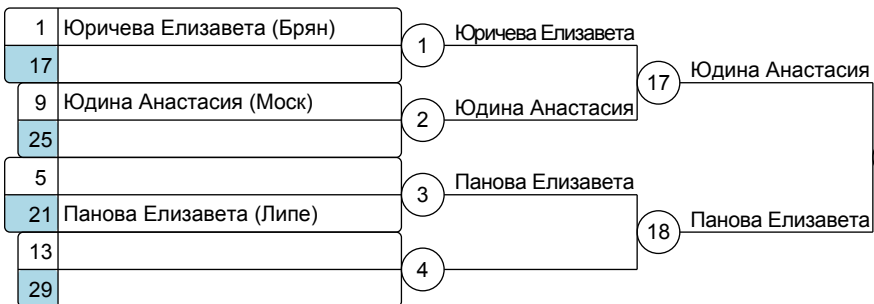 1 Юричева Елизавета (Брян)
17
9 Юдина Анастасия (Моск)
25
5
21 Панова Елизавета (Липе)
13
29
1 Юричева Елизавета
2 Юдина Анастасия
3 Панова Елизавета
4
17 Юдина Анастасия
18 Панова Елизавета